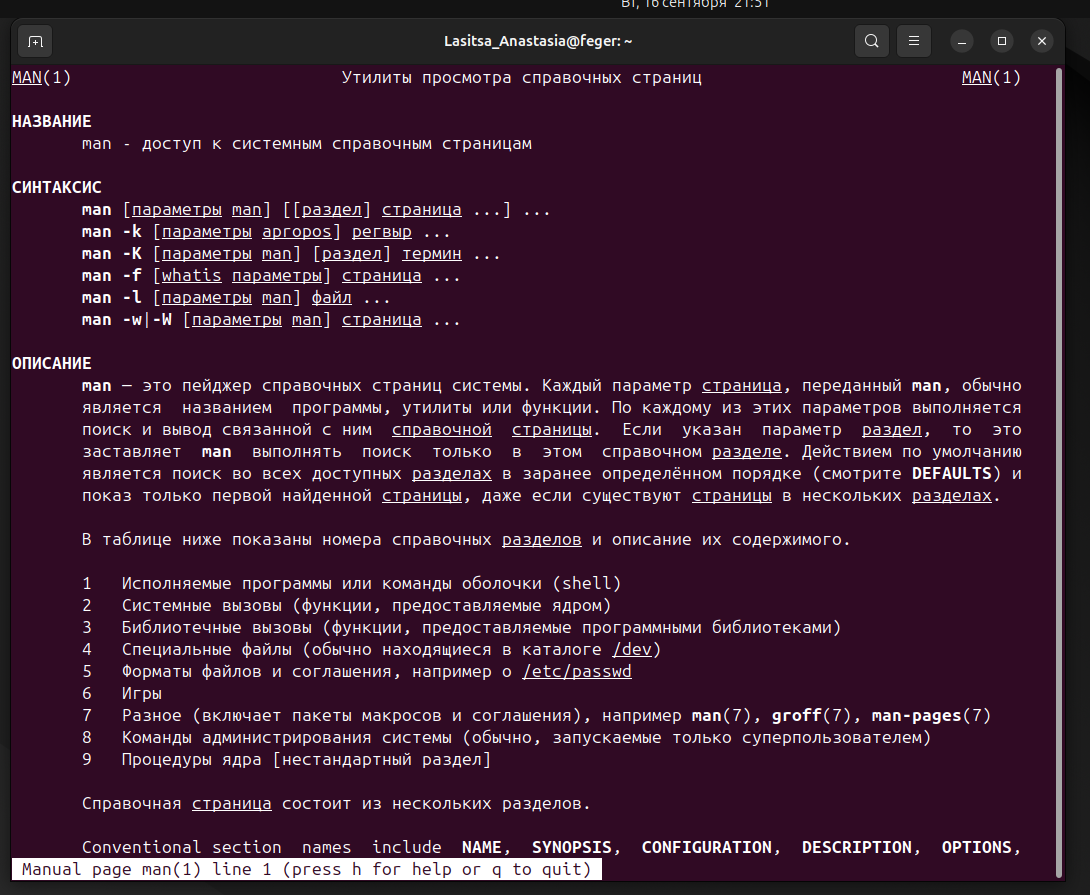 Вт, 16 сентября 21:51
Lasitsa_Anastasia@feger: ~
MAN(1) Утилиты просмотра справочных страниц MAN(1)
НАЗВАНИЕ
man - доступ к системным справочным страницам
СИНТАКСИС
man [параметры man] [[раздел] страница ...] ...
man -k [параметры apropos] регвыр ...
man -K [параметры man] [раздел] термин ...
man -f [whatis параметры] страница ...
man -l [параметры man] файл ...
man -w|-W [параметры man] страница ...
ОПИСАНИЕ
man — это пейджер справочных страниц системы. Каждый параметр страница, переданный man, обычно
является названием программы, утилиты или функции. По каждому из этих параметров выполняется
поиск и вывод связанной с ним справочной страницы. Если указан параметр раздел, то это
заставляет man выполнять поиск только в этом справочном разделе. Действием по умолчанию
является поиск во всех доступных разделах в заранее определённом порядке (смотрите DEFAULTS) и
показ только первой найденной страницы, даже если существуют страницы в нескольких разделах.
В таблице ниже показаны номера справочных разделов и описание их содержимого.
1 Исполняемые программы или команды оболочки (shell)
2 Системные вызовы (функции, предоставляемые ядром)
3 Библиотечные вызовы (функции, предоставляемые программными библиотеками)
4 Специальные файлы (обычно находящиеся в каталоге /dev)
5 Форматы файлов и соглашения, например о /etc/passwd
6 Игры
7 Разное (включает пакеты макросов и соглашения), например man(7), groff(7), man-pages(7)
8 Команды администрирования системы (обычно, запускаемые только суперпользователем)
9 Процедуры ядра [нестандартный раздел]
Справочная страница состоит из нескольких разделов.
Conventional section names include NAME, SYNOPSIS, CONFIGURATION, DESCRIPTION, OPTIONS,
Manual page man(1) line 1 (press h for help or q to quit)